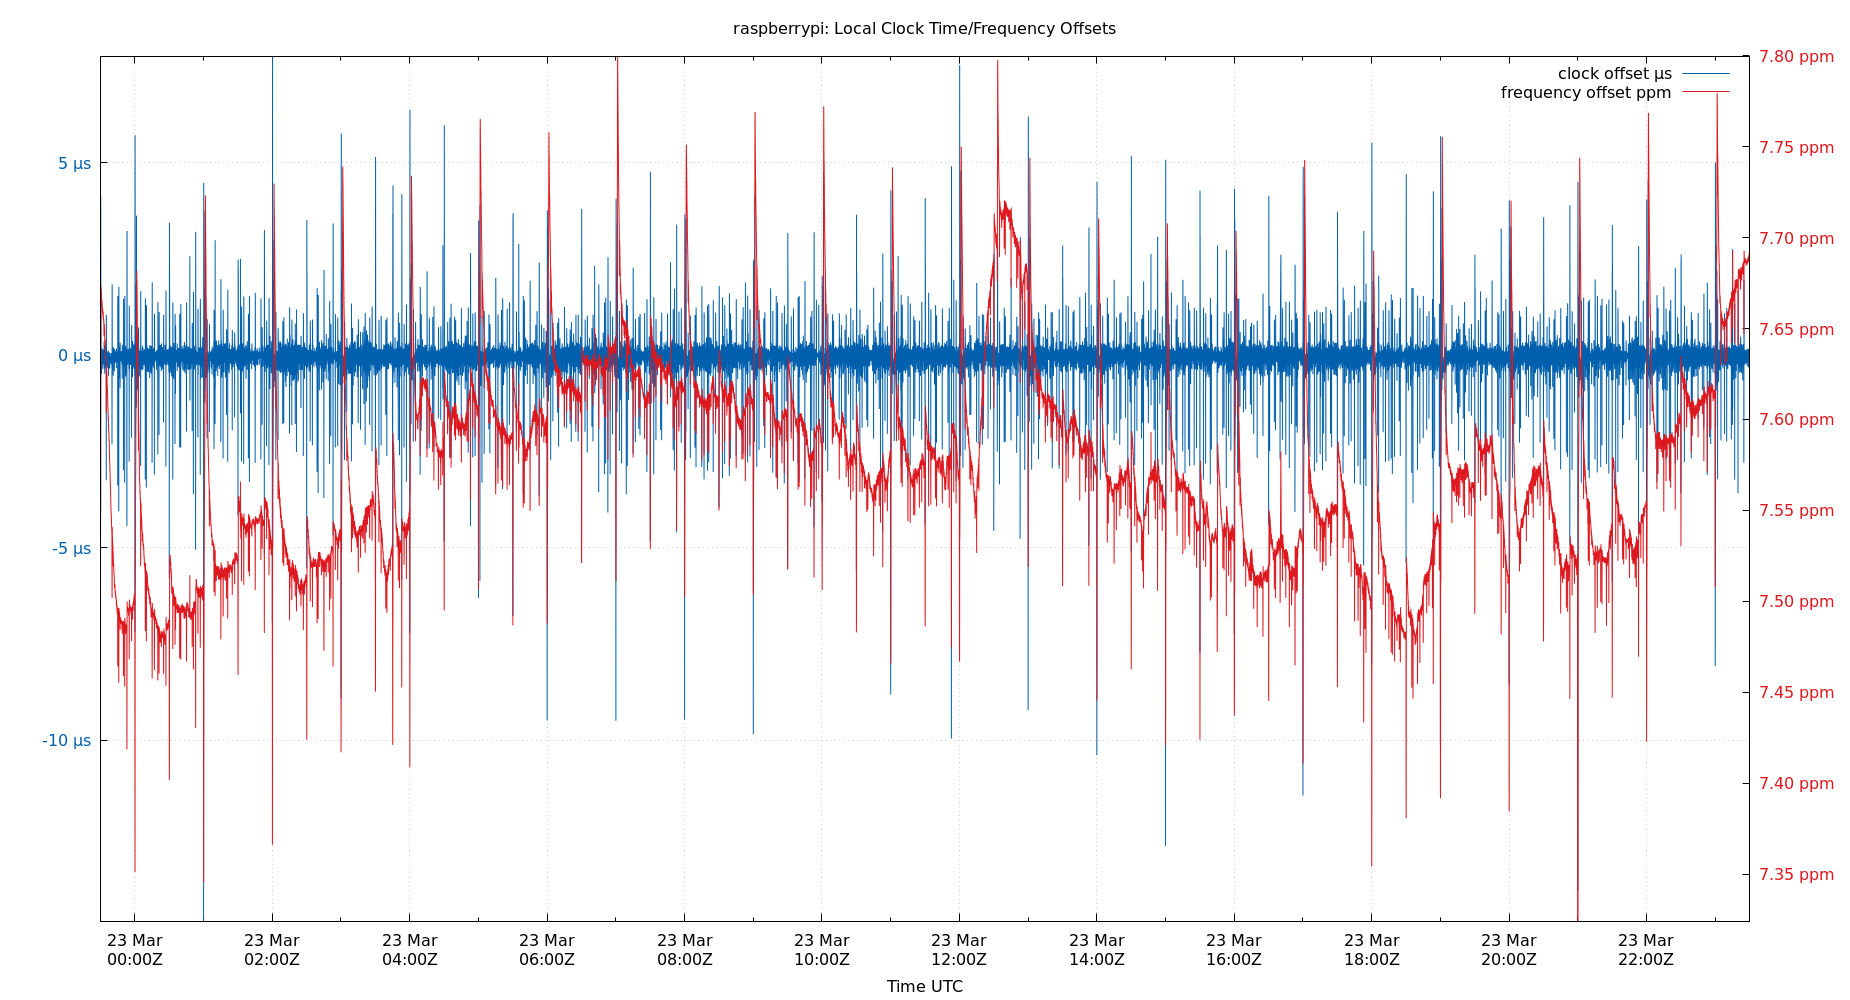 raspberrypi: Local Clock Time/Frequency Offsets
clock offset µs
frequency offset ppm
5 µs
0 µs
-5 µs
-10 µs
7.80 ppm
7.75 ppm
7.70 ppm
7.65 ppm
7.60 ppm
7.55 ppm
7.50 ppm
7.45 ppm
7.40 ppm
7.35 ppm
23 Mar
00:00Z
23 Mar
02:00Z
23 Mar
04:00Z
23 Mar
06:00Z
23 Mar
08:00Z
23 Mar
10:00Z
23 Mar
12:00Z
23 Mar
14:00Z
23 Mar
16:00Z
23 Mar
18:00Z
23 Mar
20:00Z
23 Mar
22:00Z
Time UTC